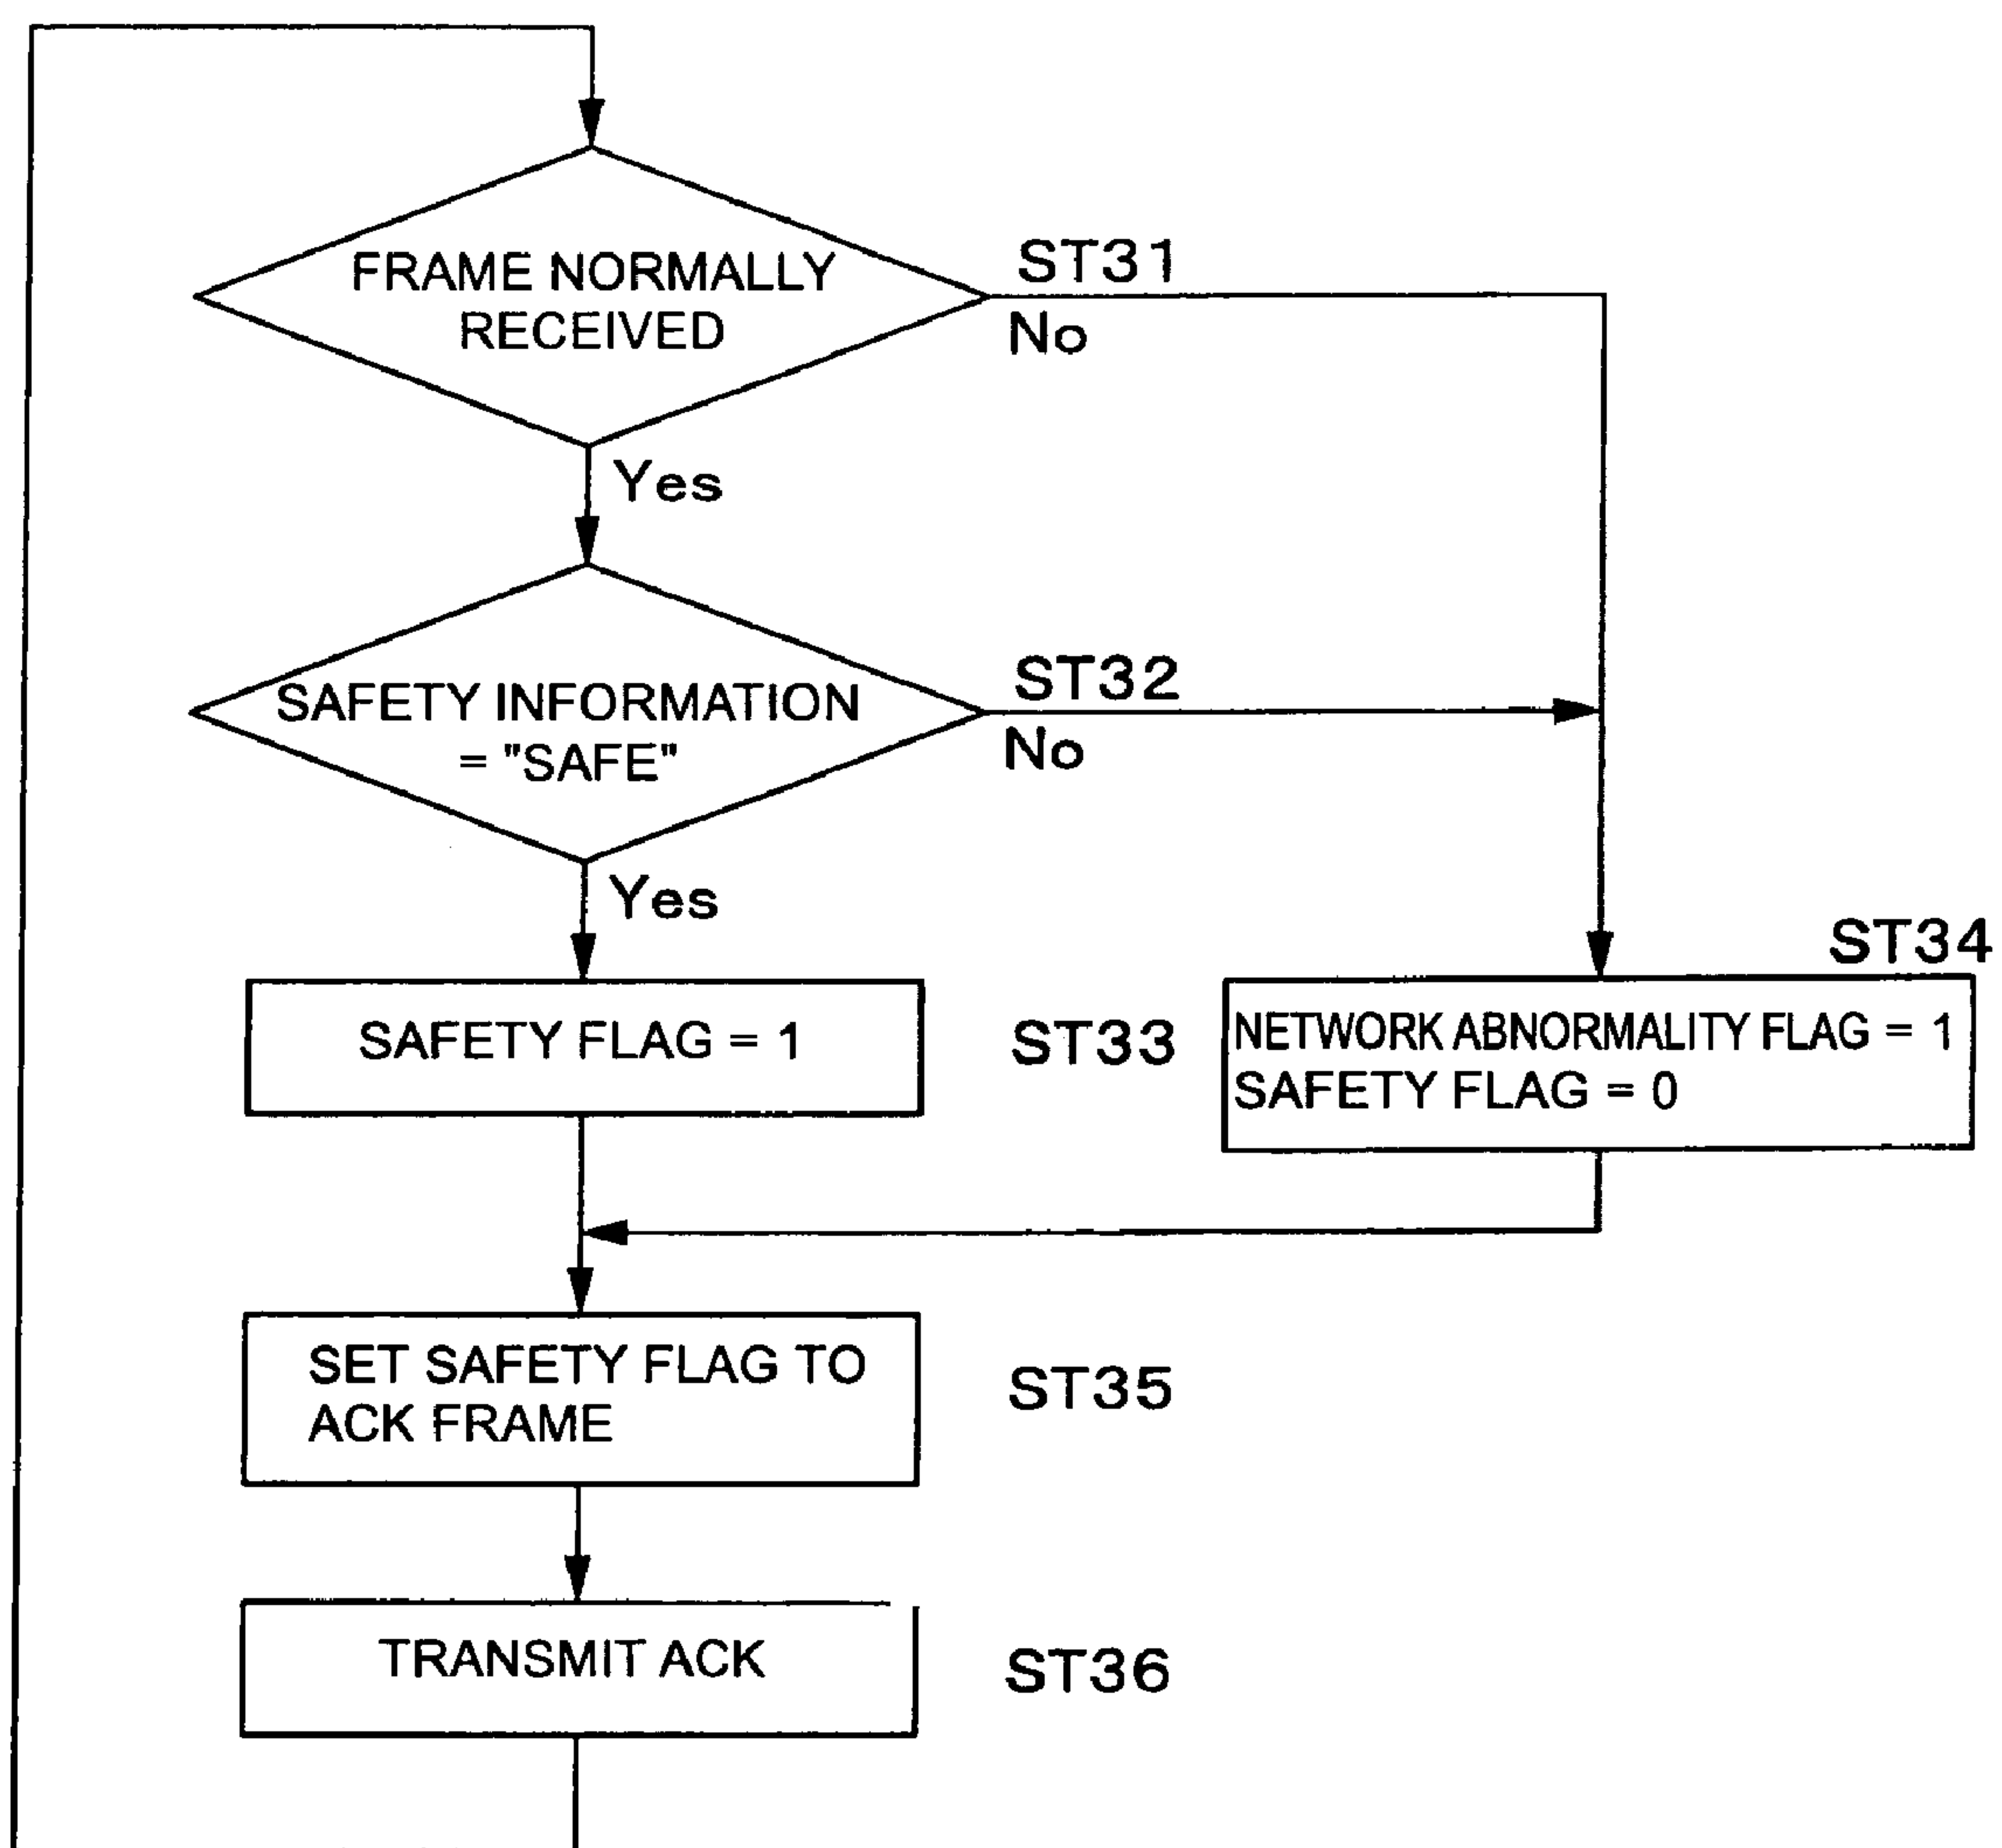 FRAME NORMALLY
RECEIVED
ST31
No
Yes
SAFETY INFORMATION
= "SAFE"
ST32
No
Yes
SAFETY FLAG = 1
ST33
ST34
NETWORK ABNORMALITY FLAG = 1
SAFETY FLAG = 0
SET SAFETY FLAG TO
ACK FRAME
ST35
TRANSMIT ACK
ST36